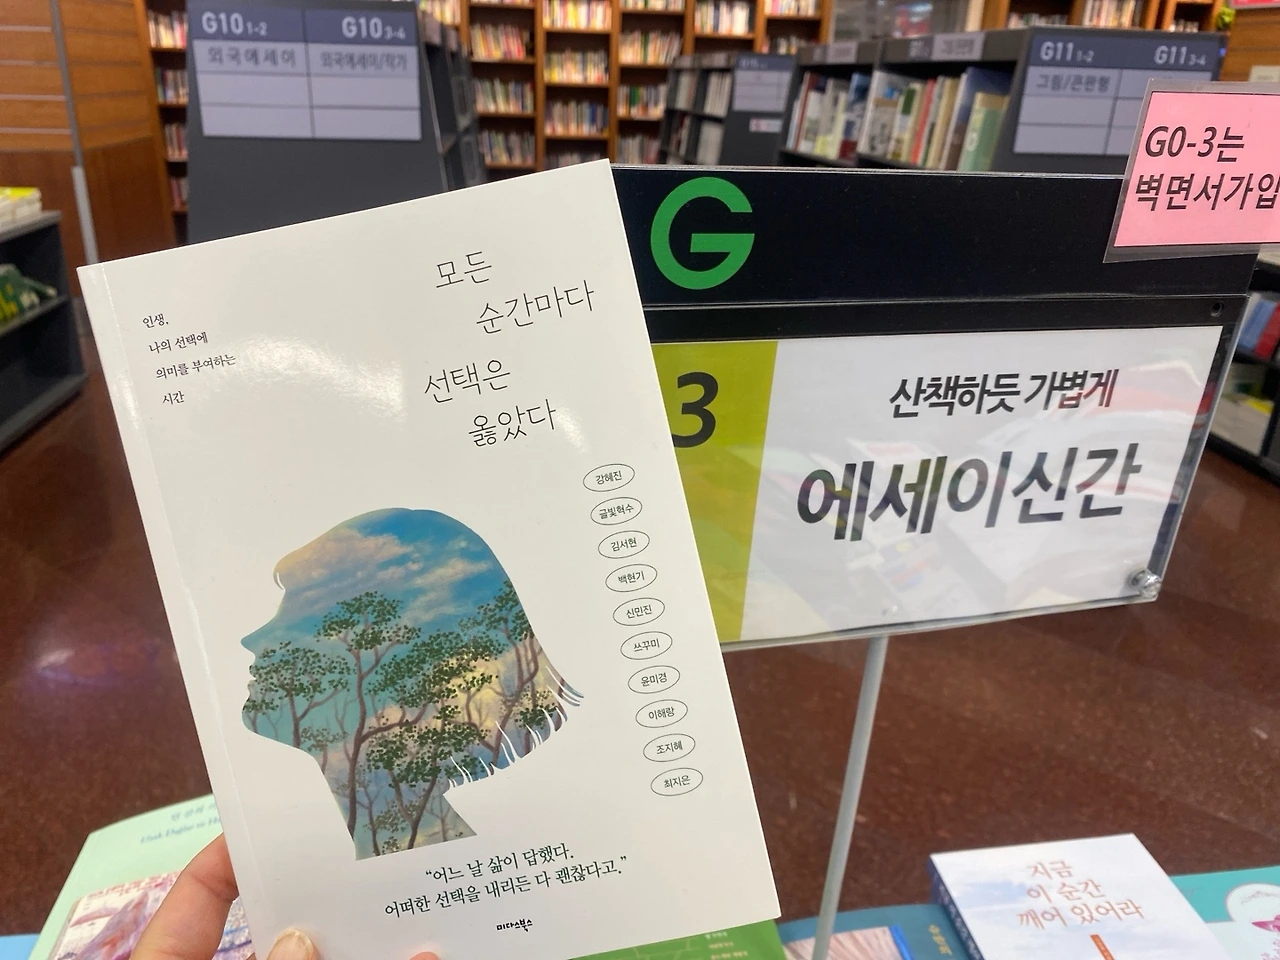 G10 1-2
G10 3-4
외국에세이
외국에세이/작가
G11 1-2
G11 3-4
그림/큰판형
G0-3는
벽면서가입
G
3
산책하듯 가볍게
에세이신간
인생,
나의 선택에
의미를 부여하는
시간
모든
순간마다
선택은
옳았다
강혜진
글빛혁수
김서현
백현기
신민진
쓰꾸미
윤미경
이해랑
조지혜
최지은
“어느 날 삶이 답했다.
어떠한 선택을 내리든 다 괜찮다고.”
미다스북스
지금
이 순간
깨어 있어라